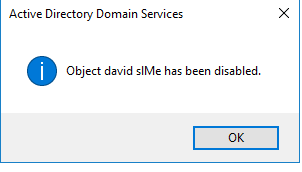 Active Directory Domain Services
Object david slMe has been disabled.
OK